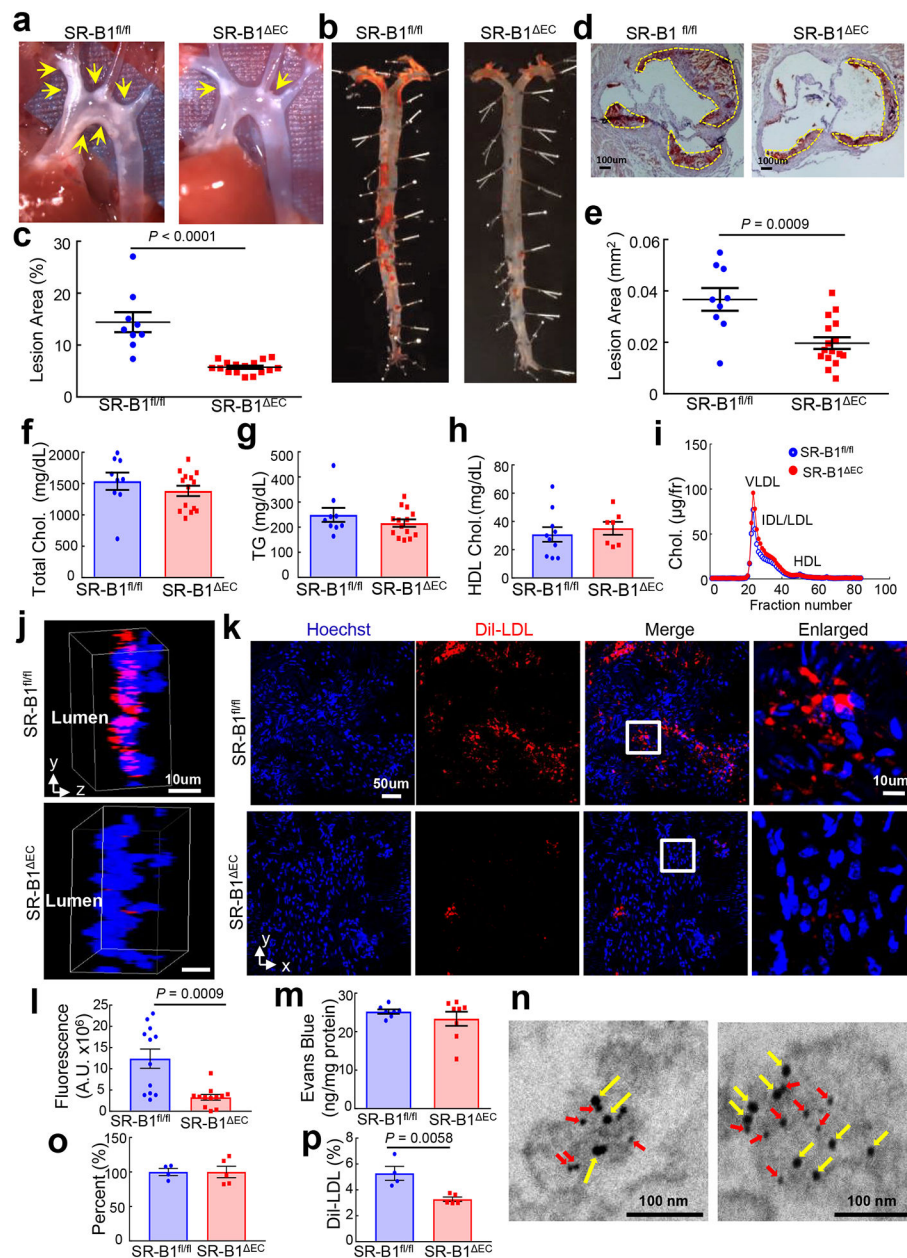 a
SR-B1fl/fl
SR-B1ΔEC
b
SR-B1fl/fl
SR-B1ΔEC
d
SR-B1 fl/fl
SR-B1ΔEC
100um
100um
c
P < 0.0001
Lesion Area (%)
30
20
10
0
SR-B1fl/fl
SR-B1ΔEC
e
P = 0.0009
Lesion Area (mm2)
0.06
0.04
0.02
0
SR-B1fl/fl
SR-B1ΔEC
f
Total Chol. (mg/dL)
2000
1500
1000
500
0
SR-B1fl/fl
SR-B1ΔEC
g
TG (mg/dL)
600
400
200
0
SR-B1fl/fl
SR-B1ΔEC
h
HDL Chol.(mg/dL)
80
60
40
20
0
SR-B1fl/fl
SR-B1ΔEC
i
SR-B1fl/fl
SR-B1ΔEC
Chol. (µg/fr)
150
100
50
0
VLDL
IDL/LDL
HDL
0 20 40 60 80 100
Fraction number
j
SR-B1fl/fl
Lumen
y
z
10um
SR-B1ΔEC
Lumen
k
Hoechst
Dil-LDL
Merge
Enlarged
SR-B1fl/fl
50um
10um
SR-B1ΔEC
y
x
l
P = 0.0009
Fluorescence
(A.U. x106)
25
20
15
10
5
0
SR-B1fl/fl
SR-B1ΔEC
m
Evans Blue
(ng/mg protein)
30
20
10
0
SR-B1fl/fl
SR-B1ΔEC
n
100 nm
100 nm
o
Percent (%)
150
100
50
0
SR-B1fl/fl
SR-B1ΔEC
p
P = 0.0058
Dil-LDL (%)
8
6
4
2
0
SR-B1fl/fl
SR-B1ΔEC